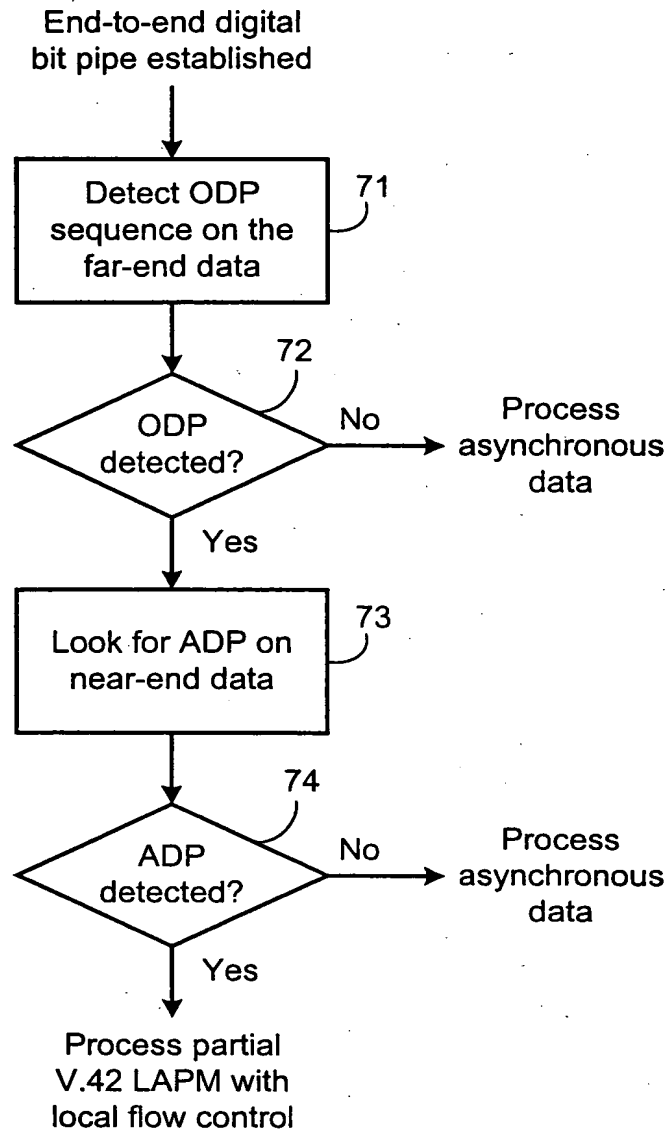 End-to-end digital
bit pipe established
Detect ODP
sequence on the
far-end data
71
72
ODP
detected?
No
Process
asynchronous
data
Yes
Look for ADP on
near-end data
73
74
ADP
detected?
No
Process
asynchronous
data
Yes
Process partial
V.42 LAPM with
local flow control